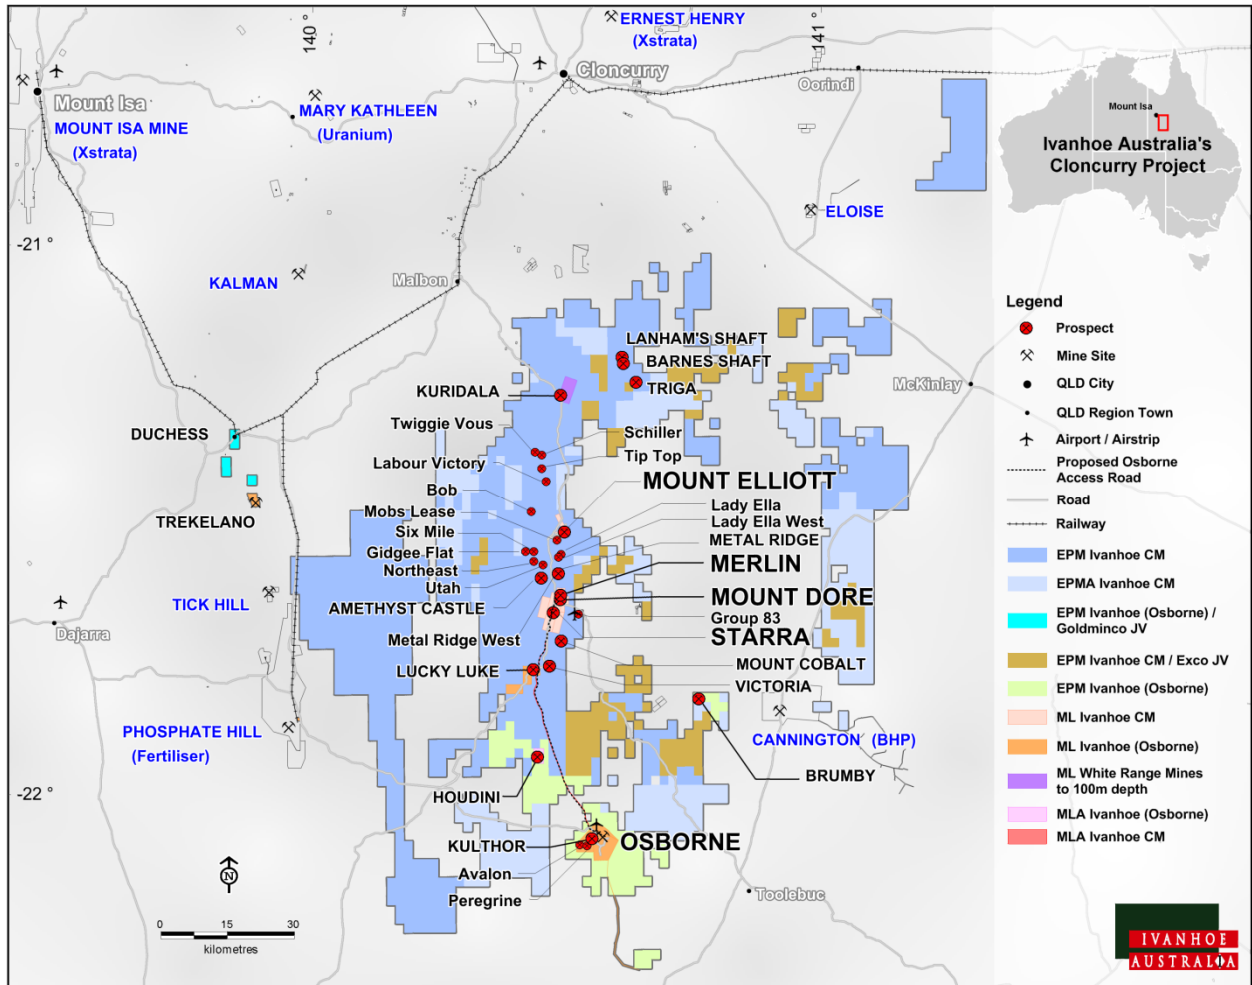 ERNEST HENRY
(Xstrata)
140 °
141 °
Cloncurry
Oorindi
Mount Isa
MOUNT ISA MINE
(Xstrata)
MARY KATHLEEN
(Uranium)
Mount Isa
Ivanhoe Australia's
Cloncurry Project
ELOISE
-21 °
KALMAN
Malbon
Legend
Prospect
Mine Site
QLD City
QLD Region Town
Airport / Airstrip
Proposed Osborne
Access Road
Road
Railway
EPM Ivanhoe CM
EPMA Ivanhoe CM
EPM Ivanhoe (Osborne) /
Goldminco JV
EPM Ivanhoe CM / Exco JV
EPM Ivanhoe (Osborne)
ML Ivanhoe CM
ML Ivanhoe (Osborne)
ML White Range Mines
to 100m depth
MLA Ivanhoe (Osborne)
MLA Ivanhoe CM
LANHAM'S SHAFT
BARNES SHAFT
TRIGA
KURIDALA
McKinlay
DUCHESS
Twiggie Vous
Schiller
Labour Victory
Tip Top
Bob
MOUNT ELLIOTT
Mobs Lease
Lady Ella
Lady Ella West
Six Mile
METAL RIDGE
Gidgee Flat
Northeast
MERLIN
Utah
TREKELANO
TICK HILL
AMETHYST CASTLE
MOUNT DORE
Group 83
Dajarra
Metal Ridge West
STARRA
MOUNT COBALT
LUCKY LUKE
VICTORIA
PHOSPHATE HILL
(Fertiliser)
CANNINGTON (BHP)
BRUMBY
-22 °
HOUDINI
KULTHOR
OSBORNE
Avalon
Peregrine
Toolebuc
N
0 15 30
kilometres
IVANHOE
AUSTRALIA